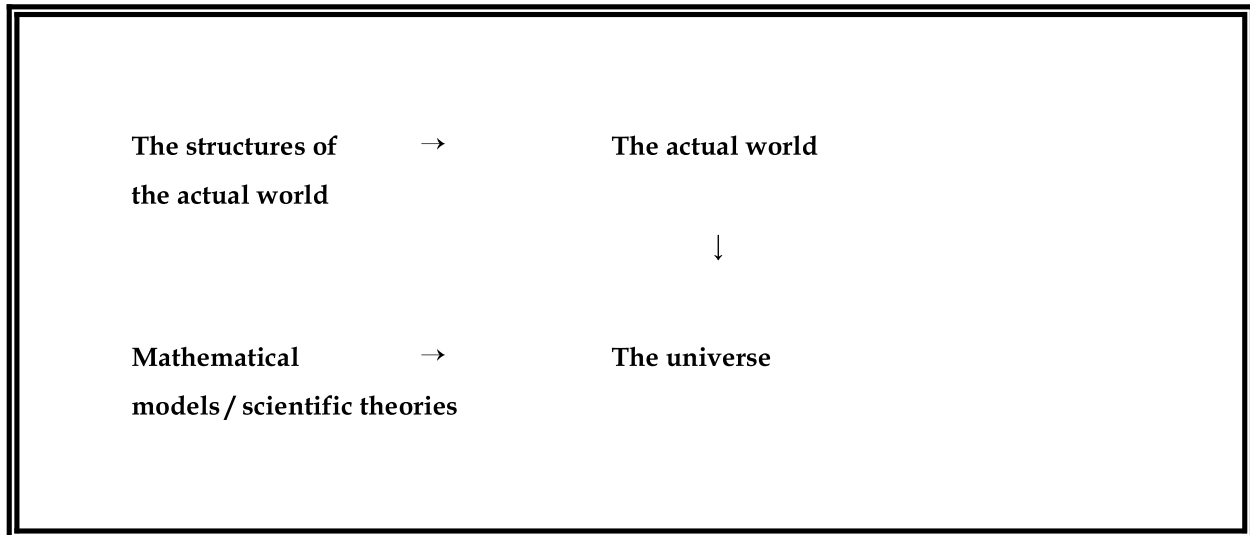 The structures of → The actual world
the actual world
↓
Mathematical → The universe
models / scientific theories